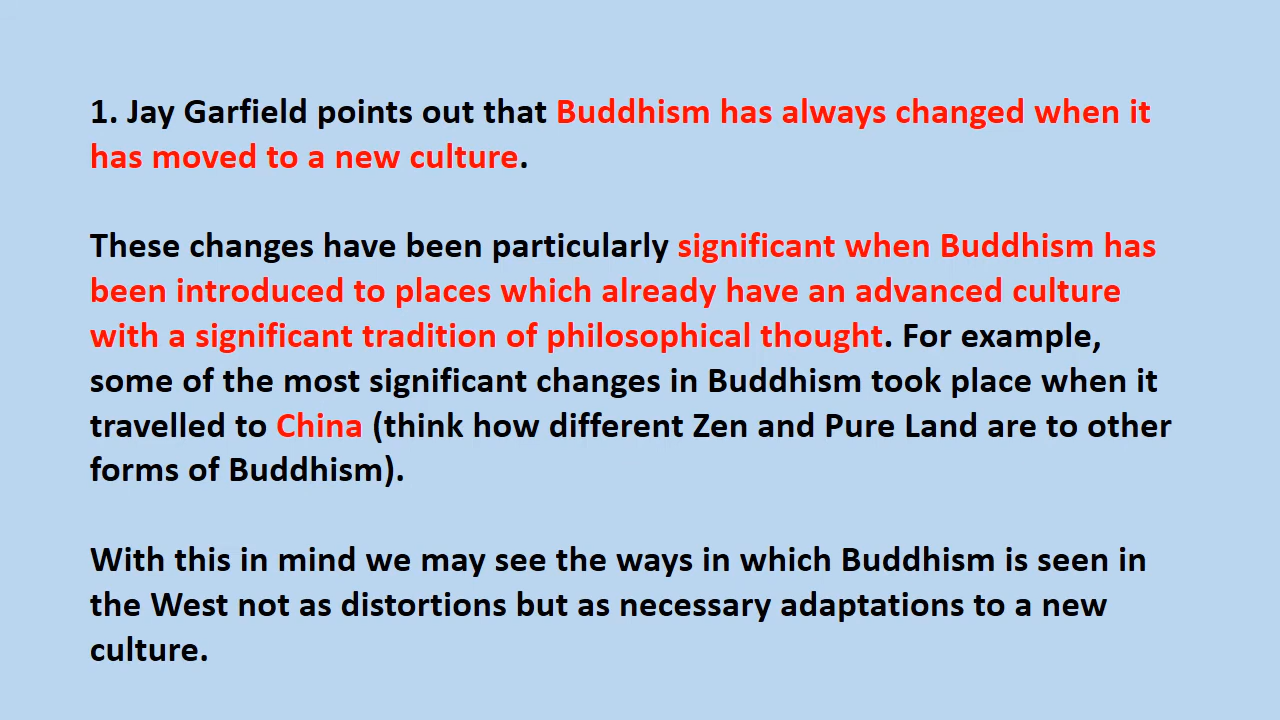 1. Jay Garfield points out that Buddhism has always changed when it
has moved to a new culture.
These changes have been particularly significant when Buddhism has
been introduced to places which already have an advanced culture
with a significant tradition of philosophical thought. For example,
some of the most significant changes in Buddhism took place when it
travelled to China (think how different Zen and Pure Land are to other
forms of Buddhism).
With this in mind we may see the ways in which Buddhism is seen in
the West not as distortions but as necessary adaptations to a new
culture.